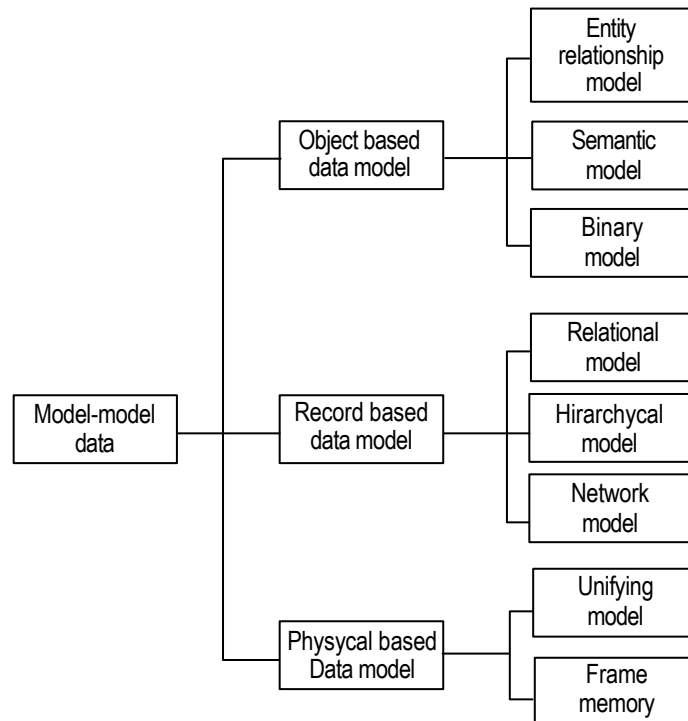 Entity
relationship
model
Object based
data model
Semantic
model
Binary
model
Relational
model
Model-model
data
Record based
data model
Hirarchycal
model
Network
model
Unifying
model
Physycal based
Data model
Frame
memory